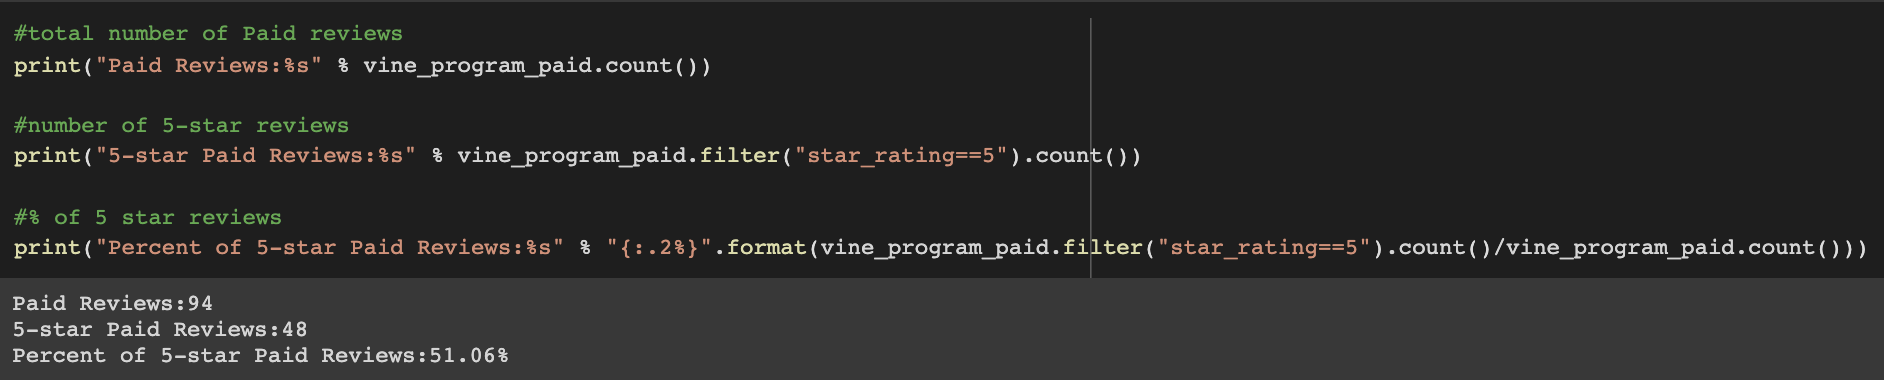 #total number of Paid reviews
print("Paid Reviews:%s" % vine_program_paid.count())
#number of 5-star reviews
print("5-star Paid Reviews:%s" % vine_program_paid.filter("star_rating==5").count())
#% of 5 star reviews
print("Percent of 5-star Paid Reviews:%s" % "{:.2%}".format(vine_program_paid.filter("star_rating==5").count()/vine_program_paid.count()))
Paid Reviews:94
5-star Paid Reviews:48
Percent of 5-star Paid Reviews:51.06%